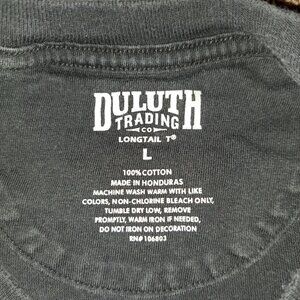 DULUTH
TRADING
CO
LONGTAIL T®
L
100% COTTON
MADE IN HONDURAS
MACHINE WASH WARM WITH LIKE
COLORS, NON-CHLORINE BLEACH ONLY,
TUMBLE DRY LOW, REMOVE
PROMPTLY, WARM IRON IF NEEDED,
DO NOT IRON ON DECORATION
RN# 106803